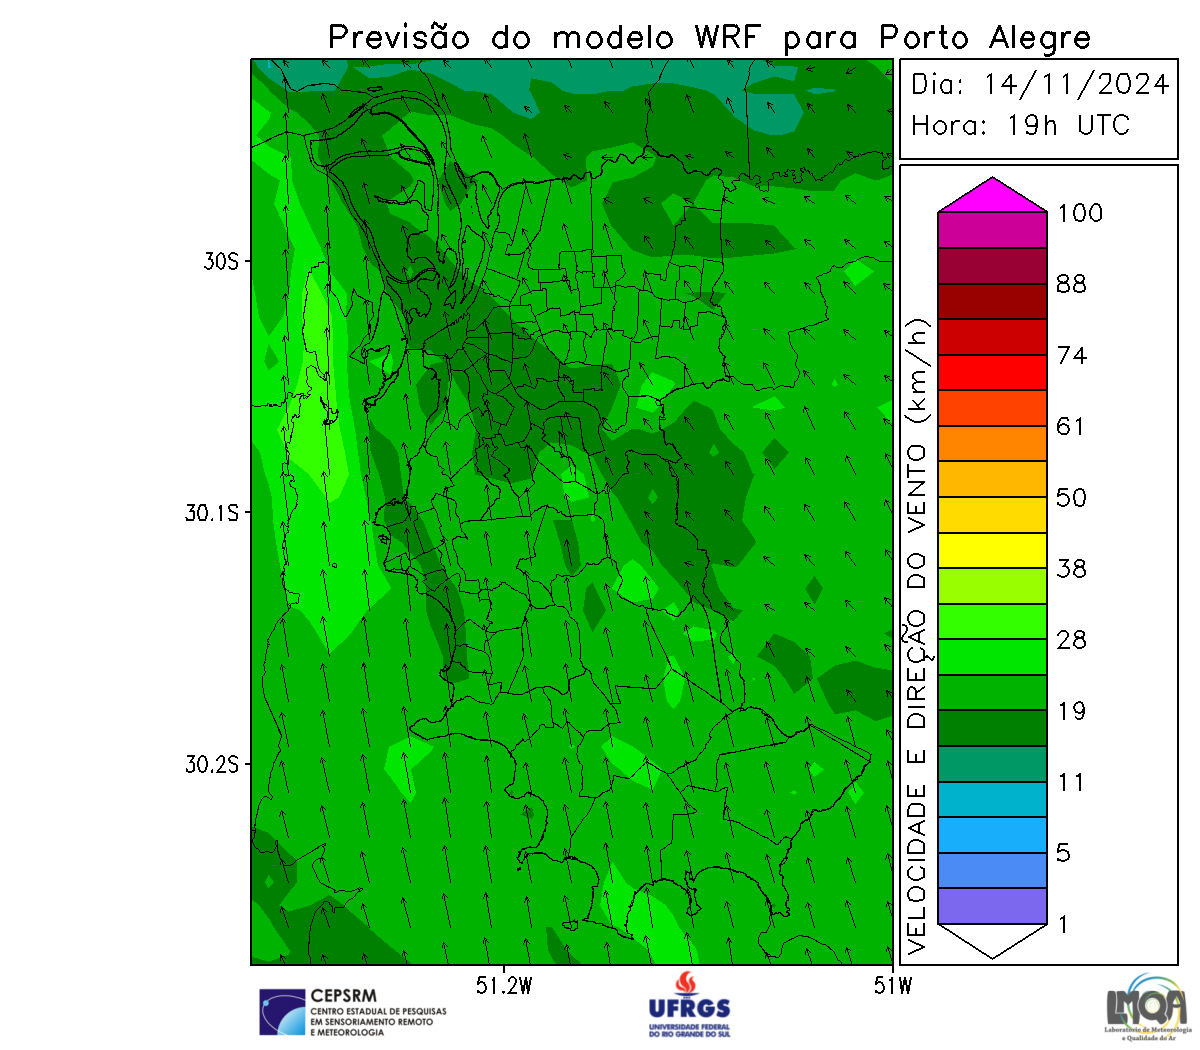 Previsão do modelo WRF para Porto Alegre
Dia: 14/11/2024
Hora: 19h UTC
100
88
74
61
50
38
28
19
11
5
1
VELOCIDADE E DIREÇÃO DO VENTO (km/h)
30S
30.1S
30.2S
51.2W
51W
CEPSRM
CENTRO ESTADUAL DE PESQUISAS
EM SENSORIAMENTO REMOTO
E METEOROLOGIA
UFRGS
UNIVERSIDADE FEDERAL
DO RIO GRANDE DO SUL
LMQA
Laboratório de Meteorologia
e Qualidade do Ar